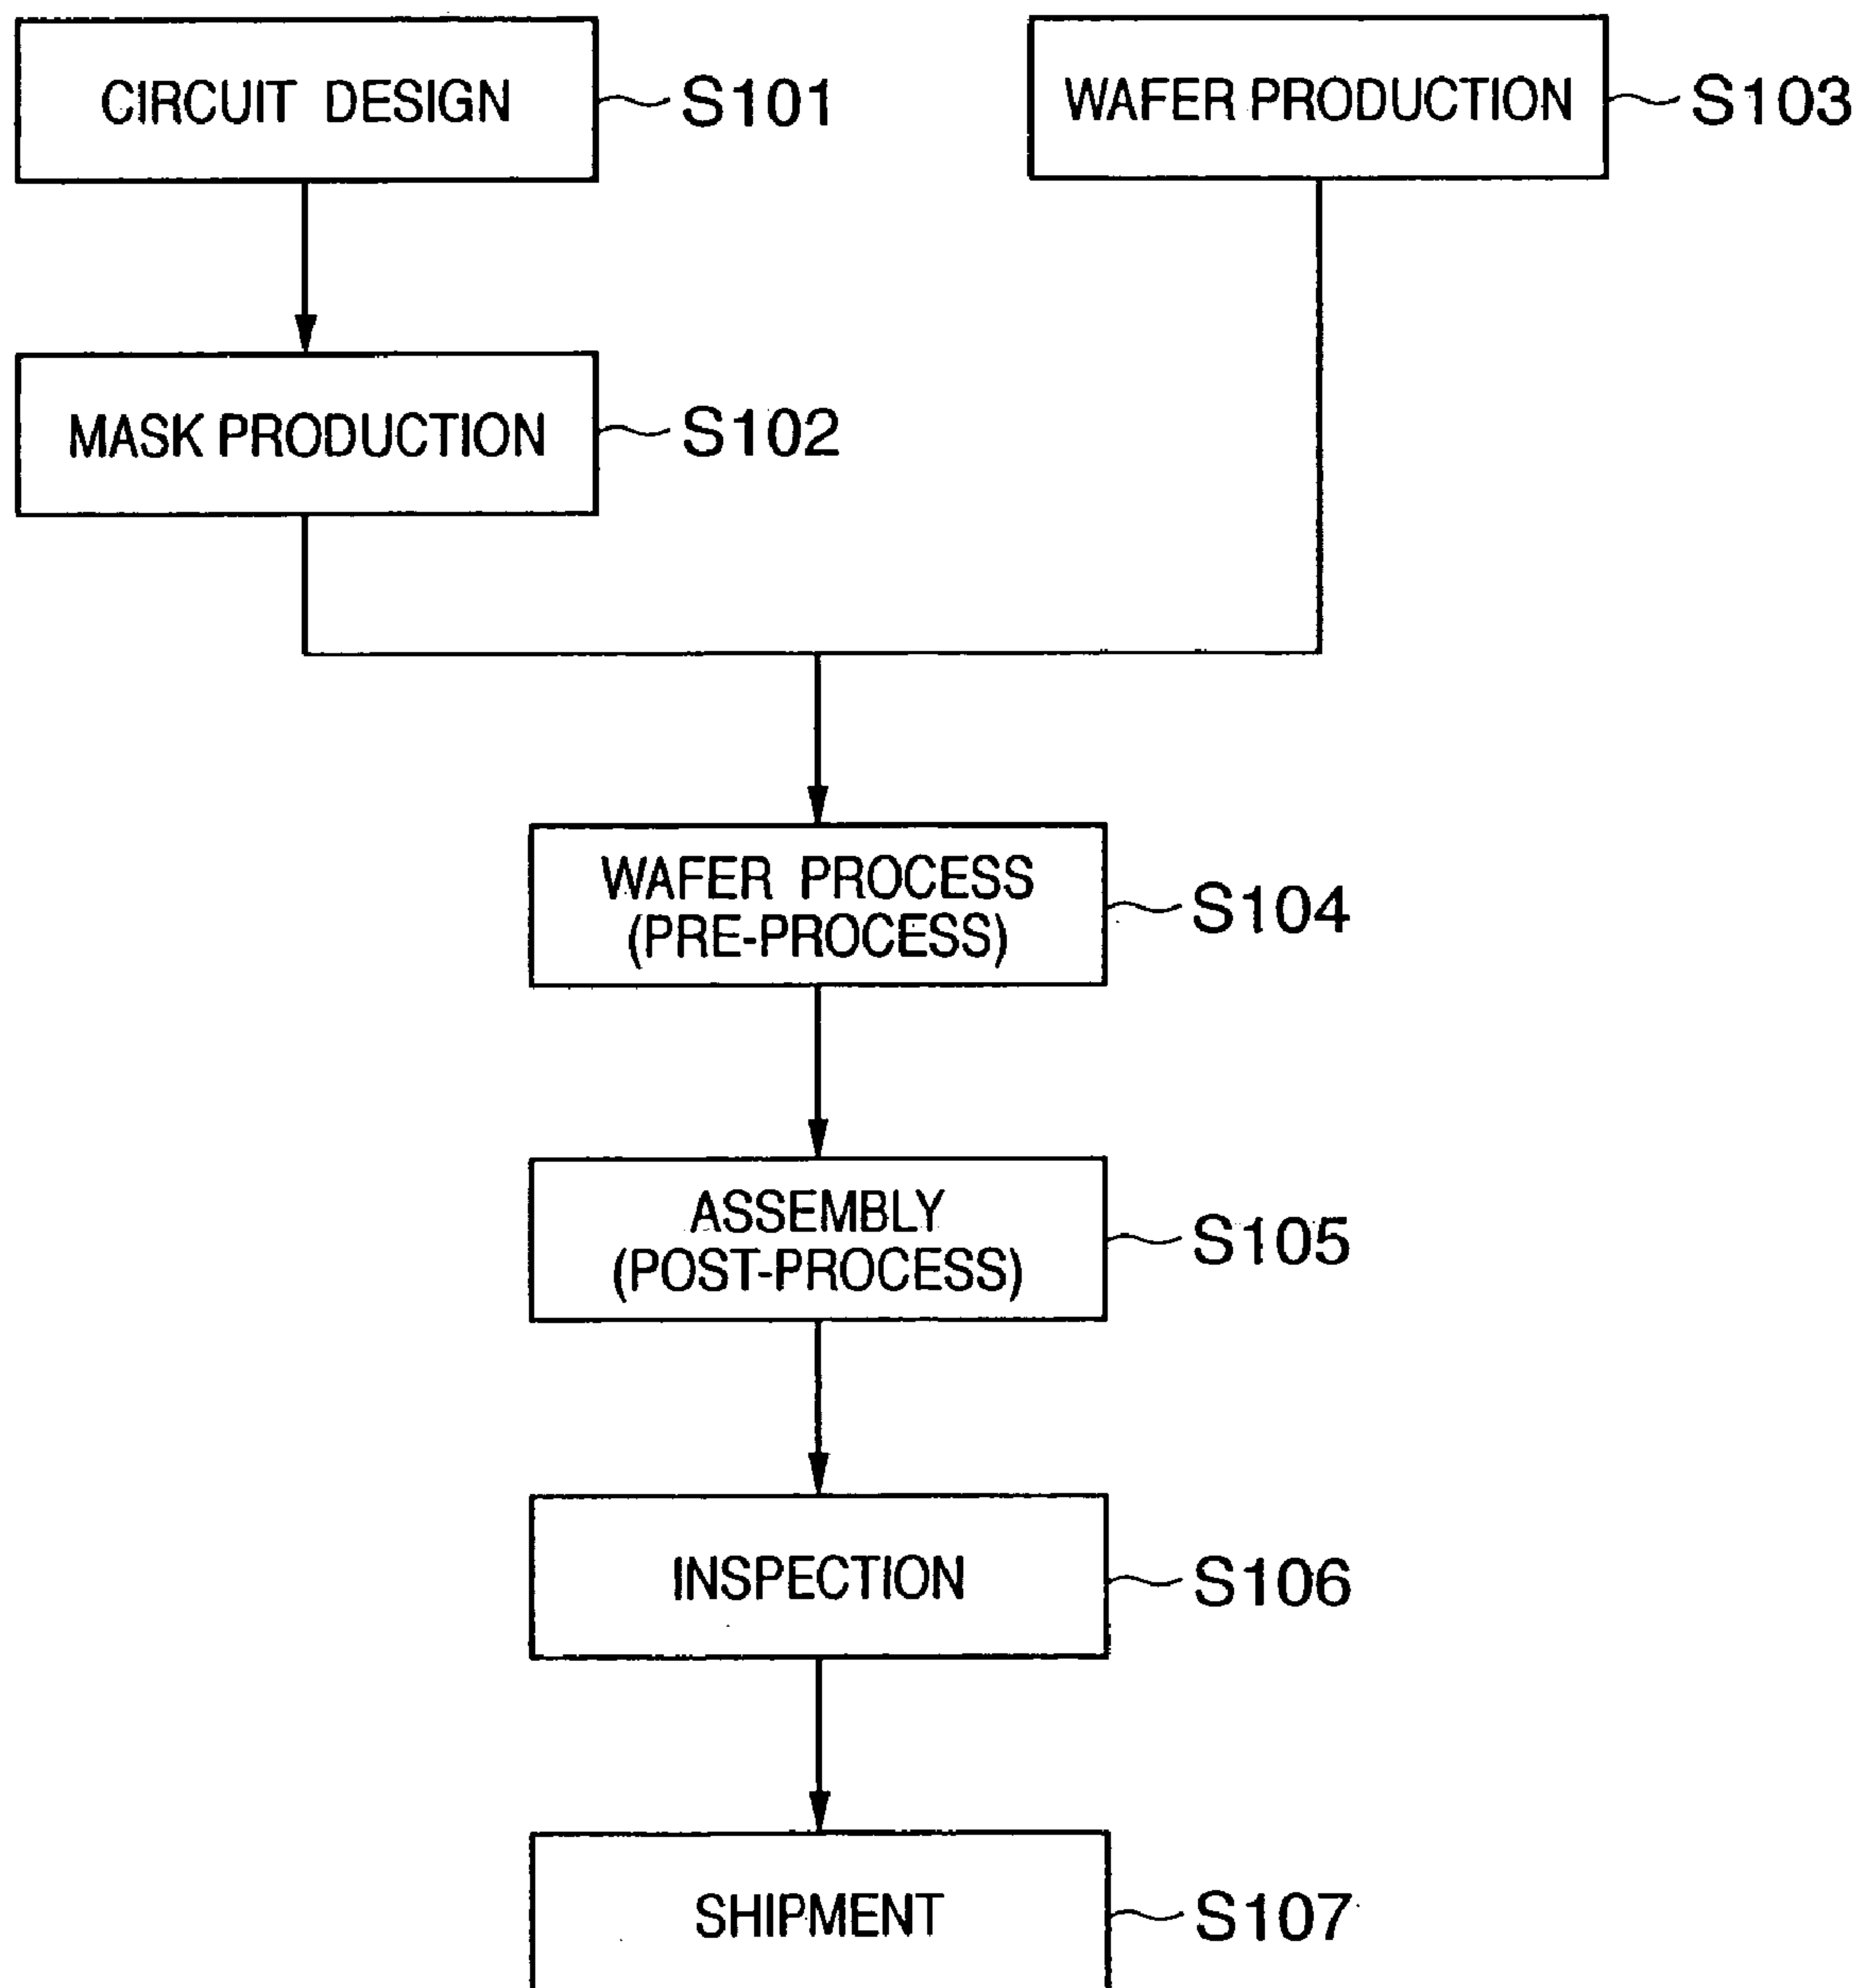 CIRCUIT DESIGN
S101
WAFER PRODUCTION
S103
MASK PRODUCTION
S102
WAFER PROCESS
(PRE-PROCESS)
S104
ASSEMBLY
(POST-PROCESS)
S105
INSPECTION
S106
SHIPMENT
S107